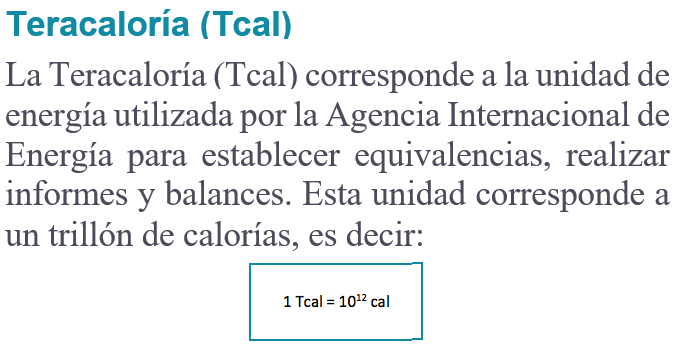 Teracaloría (Tcal)
La Teracaloría (Tcal) corresponde a la unidad de
energía utilizada por la Agencia Internacional de
Energía para establecer equivalencias, realizar
informes y balances. Esta unidad corresponde a
un trillón de calorías, es decir:
1 Tcal = 10¹² cal